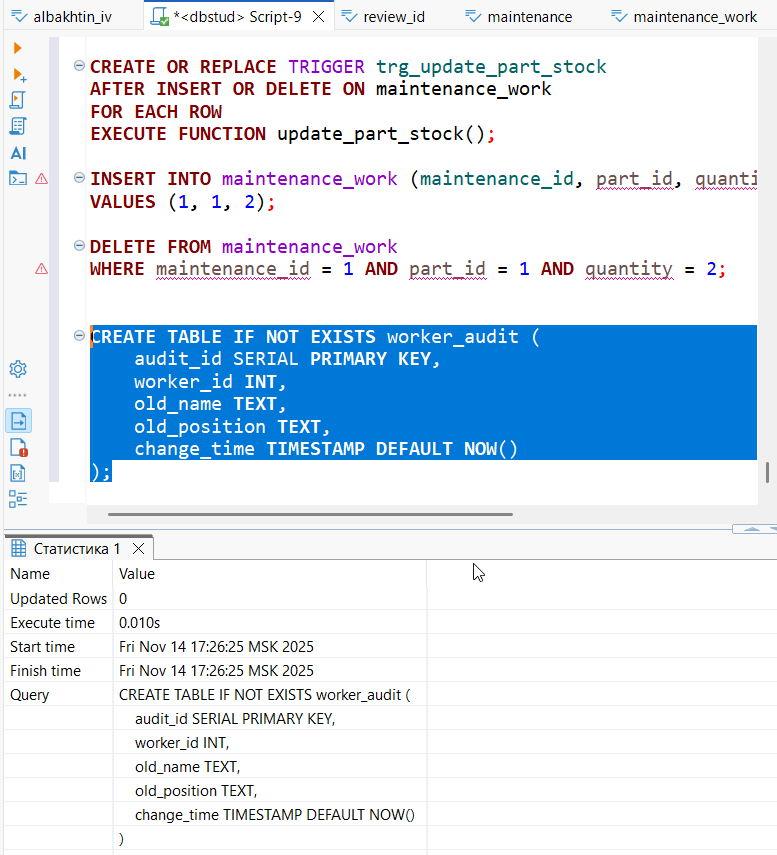 albakhtin_iv
*<dbstud> Script-9
review_id
maintenance
maintenance_work
AI
CREATE OR REPLACE TRIGGER trg_update_part_stock
AFTER INSERT OR DELETE ON maintenance_work
FOR EACH ROW
EXECUTE FUNCTION update_part_stock();
INSERT INTO maintenance_work (maintenance_id, part_id, quanti
VALUES (1, 1, 2);
DELETE FROM maintenance_work
WHERE maintenance_id = 1 AND part_id = 1 AND quantity = 2;
CREATE TABLE IF NOT EXISTS worker_audit (
audit_id SERIAL PRIMARY KEY,
worker_id INT,
old_name TEXT,
old_position TEXT,
change_time TIMESTAMP DEFAULT NOW()
);
Статистика 1
Name Value
Updated Rows 0
Execute time 0.010s
Start time Fri Nov 14 17:26:25 MSK 2025
Finish time Fri Nov 14 17:26:25 MSK 2025
Query CREATE TABLE IF NOT EXISTS worker_audit (
audit_id SERIAL PRIMARY KEY,
worker_id INT,
old_name TEXT,
old_position TEXT,
change_time TIMESTAMP DEFAULT NOW()
)